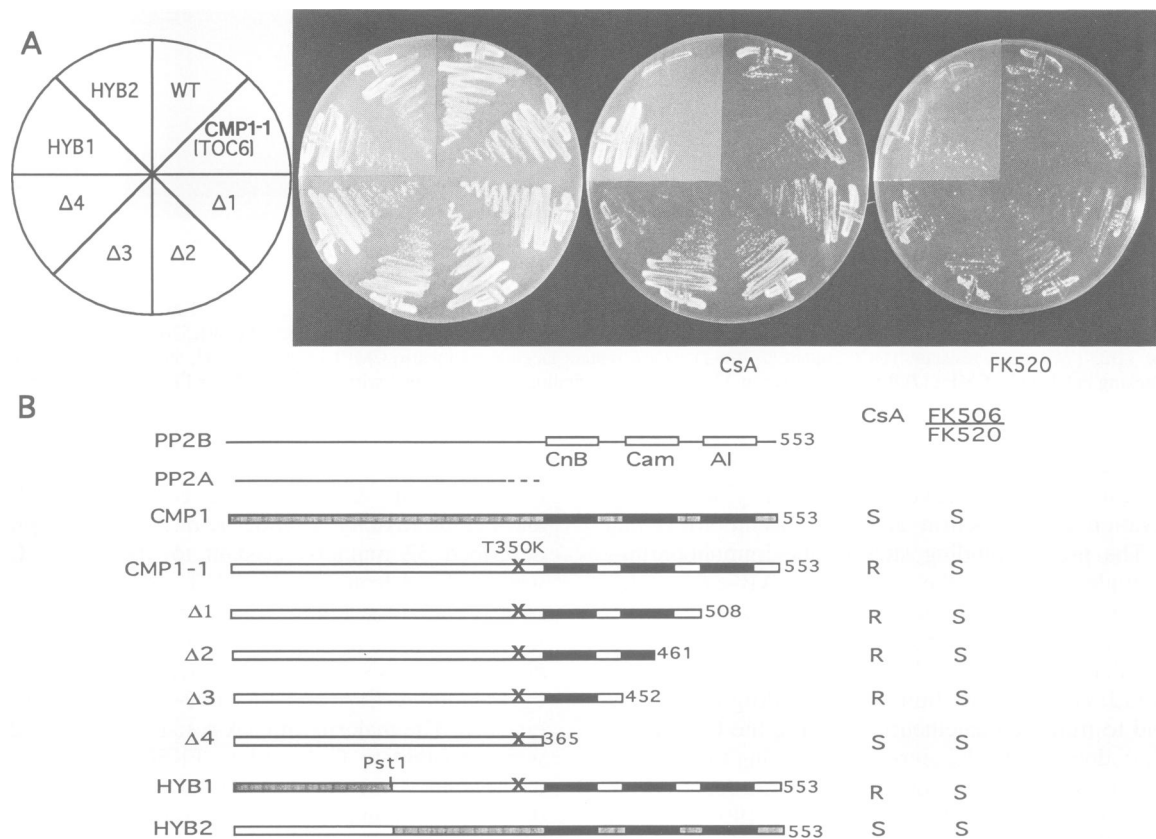 A
HYB2 WT
HYB1 CMP1-1
(TOC6)
Δ4 Δ1
Δ3 Δ2
CsA FK520
B
CsA FK506
FK520
PP2B 553
CnB Cam AI
PP2A
CMP1 553 S S
T350K
CMP1-1 X 553 R S
Δ1 X 508 R S
Δ2 X 461 R S
Δ3 X 452 R S
Δ4 X 365 S S
Pst1
HYB1 X 553 R S
HYB2 553 S S